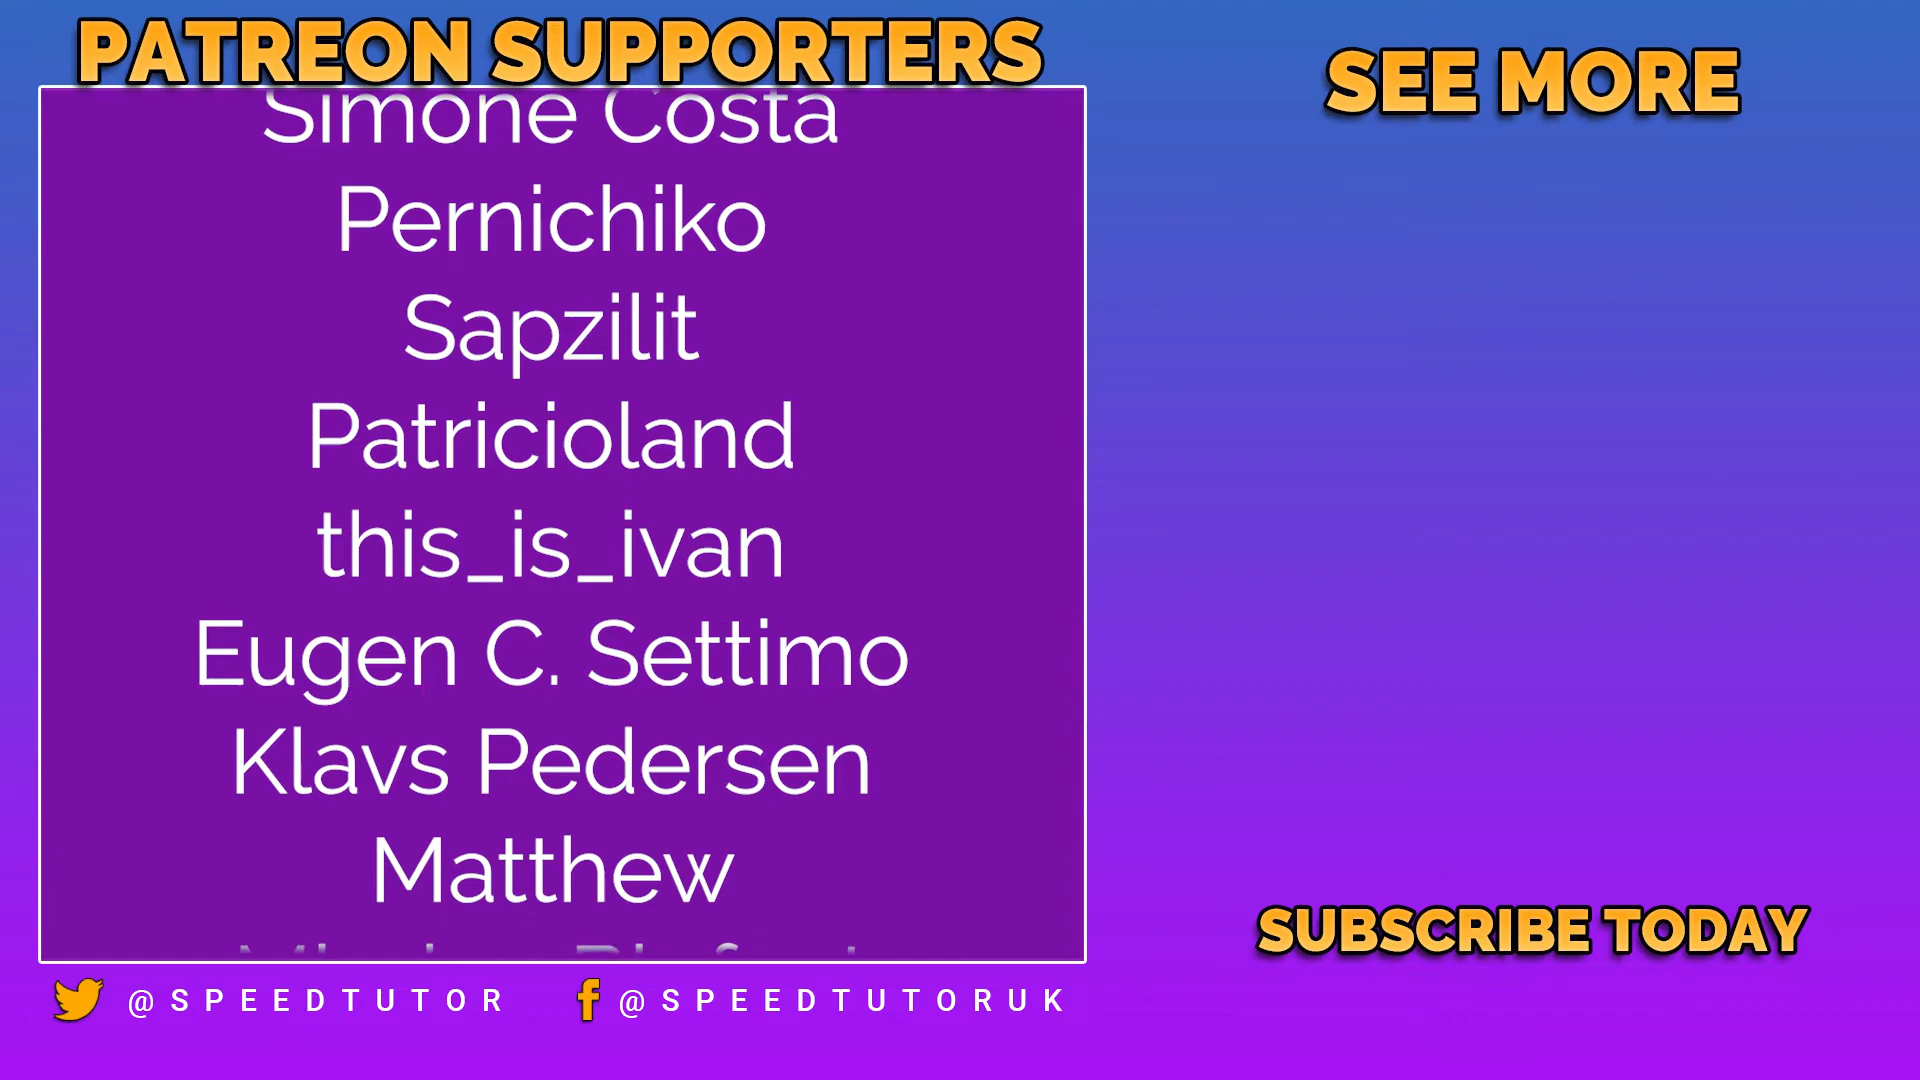 PATREON SUPPORTERS
Simone Costa
Pernichiko
Sapzilit
Patricioland
this_is_ivan
Eugen C. Settimo
Klavs Pedersen
Matthew
@SPEEDTUTOR
@SPEEDTUTORUK
SEE MORE
SUBSCRIBE TODAY